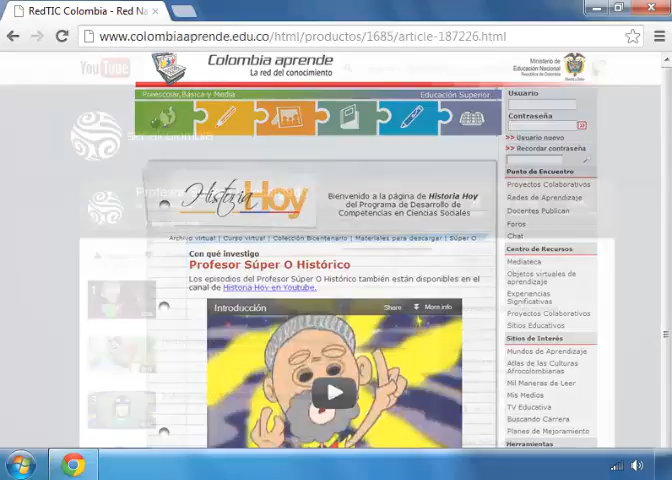 RedTIC Colombia - Red Na
www.colombiaaprende.edu.co/html/productos/1685/article-187226.html
YouTube
Colombia aprende
La red del conocimiento
Ministerio de
Educación Nacional
República de Colombia
Preescolar, Básica y Media
Educación Superior
Usuario
Contraseña
>> Usuario nuevo
>> Recordar contraseña
Historia Hoy
Bienvenido a la página de Historia Hoy
del Programa de Desarrollo de
Competencias en Ciencias Sociales
Archivo virtual | Curso virtual | Colección Bicentenario | Materiales para descargar | Súper O
Con qué investigo
Profesor Súper O Histórico
Los episodios del Profesor Súper O Histórico también están disponibles en el
canal de Historia Hoy en Youtube.
Introducción
Share
More info
Punto de Encuentro
Proyectos Colaborativos
Redes de Aprendizaje
Docentes Publican
Foros
Chat
Centro de Recursos
Mediateca
Objetos virtuales de
aprendizaje
Experiencias
Significativas
Proyectos Colaborativos
Sitios Educativos
Sitios de Interés
Mundos de Aprendizaje
Atlas de las Culturas
Afrocolombianas
Mil Maneras de Leer
Mis Medios
TV Educativa
Buscando Carrera
Planes de Mejoramiento
Herramientas